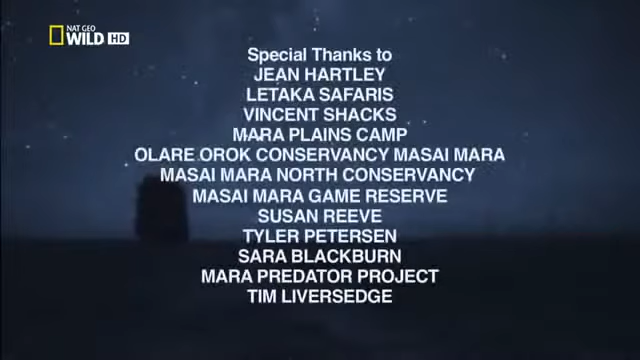 NAT GEO
WILD HD
Special Thanks to
JEAN HARTLEY
LETAKA SAFARIS
VINCENT SHACKS
MARA PLAINS CAMP
OLARE OROK CONSERVANCY MASAI MARA
MASAI MARA NORTH CONSERVANCY
MASAI MARA GAME RESERVE
SUSAN REEVE
TYLER PETERSEN
SARA BLACKBURN
MARA PREDATOR PROJECT
TIM LIVERSEDGE